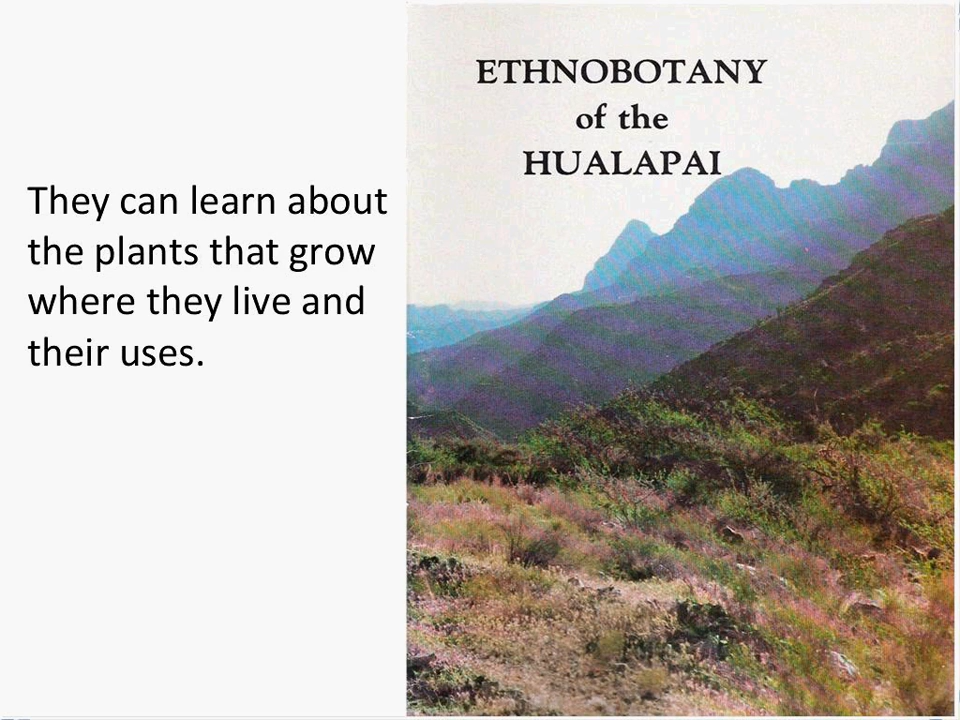 They can learn about
the plants that grow
where they live and
their uses.
ETHNOBOTANY
of the
HUALAPAI